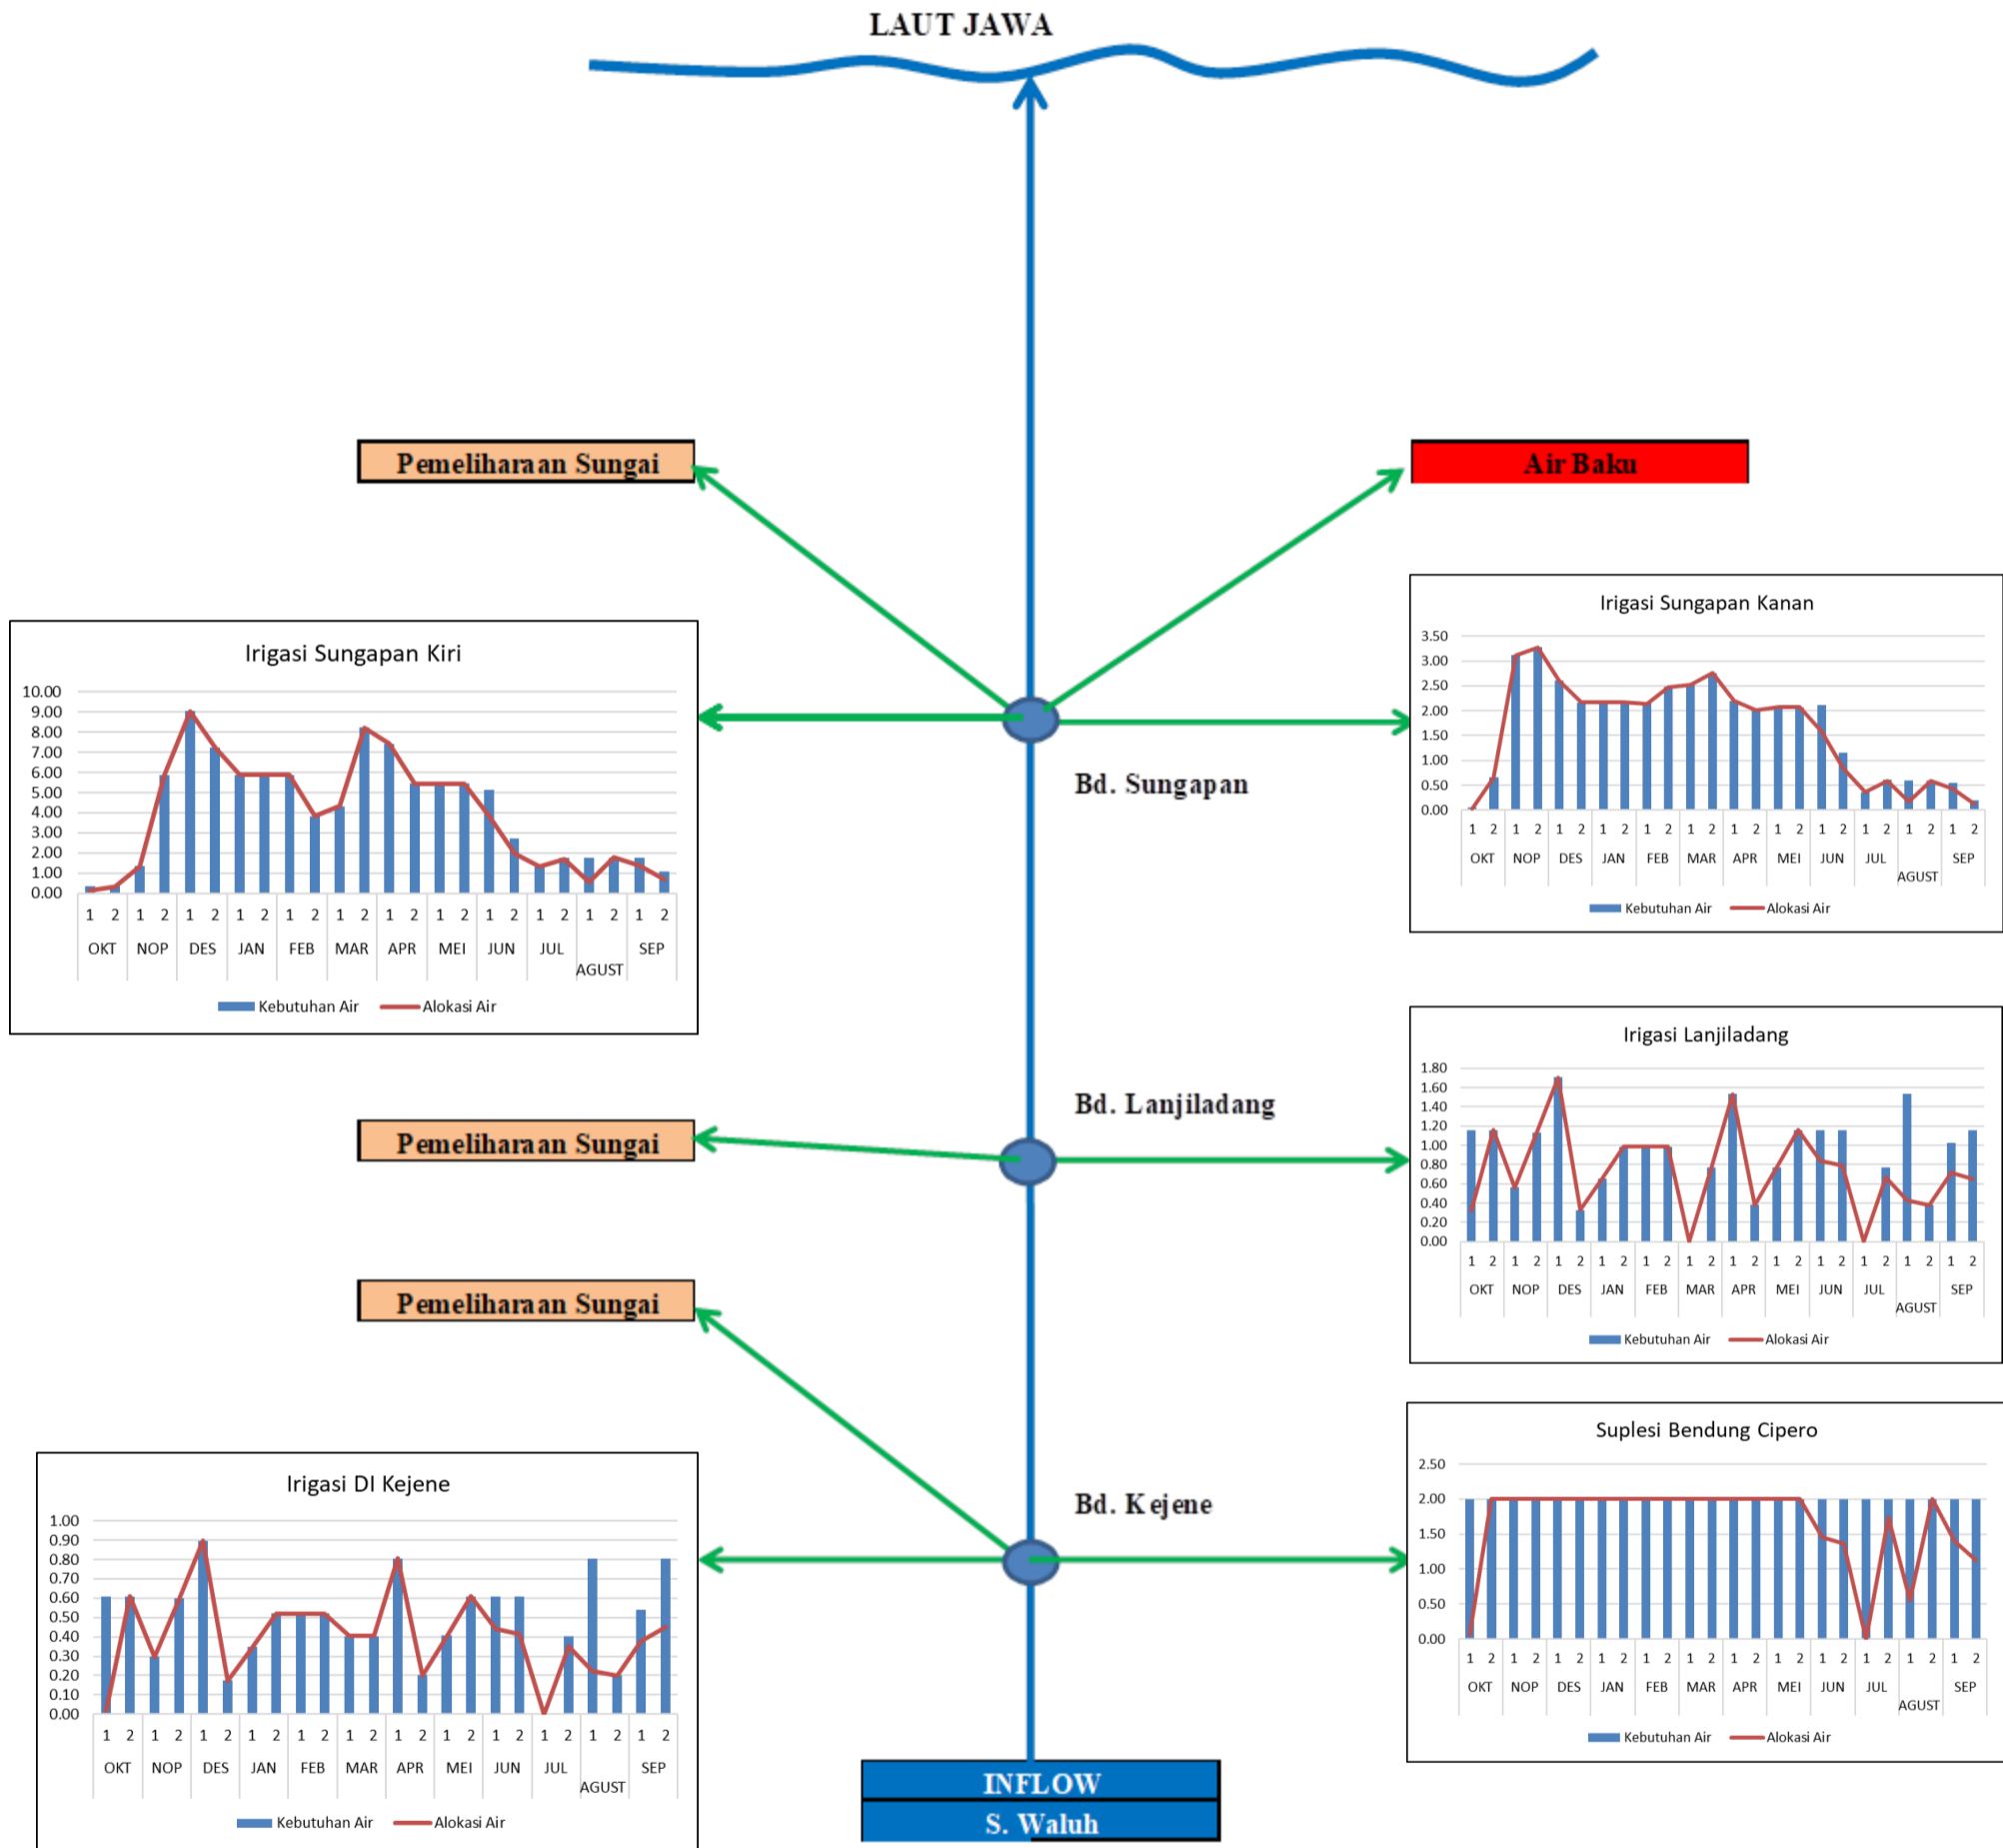 LAUT JAWA
Pemeliharaan Sungai
Air Baku
Irigasi Sungapan Kiri
10.00
9.00
8.00
7.00
6.00
5.00
4.00
3.00
2.00
1.00
0.00
1 2 1 2 1 2 1 2 1 2 1 2 1 2 1 2 1 2 1 2 1 2 1 2
OKT NOP DES JAN FEB MAR APR MEI JUN JUL AGUST SEP
Kebutuhan Air Alokasi Air
Irigasi Sungapan Kanan
3.50
3.00
2.50
2.00
1.50
1.00
0.50
0.00
1 2 1 2 1 2 1 2 1 2 1 2 1 2 1 2 1 2 1 2 1 2 1 2
OKT NOP DES JAN FEB MAR APR MEI JUN JUL AGUST SEP
Kebutuhan Air Alokasi Air
Bd. Sungapan
Bd. Lanjiladang
Pemeliharaan Sungai
Irigasi Lanjiladang
1.80
1.60
1.40
1.20
1.00
0.80
0.60
0.40
0.20
0.00
1 2 1 2 1 2 1 2 1 2 1 2 1 2 1 2 1 2 1 2 1 2 1 2
OKT NOP DES JAN FEB MAR APR MEI JUN JUL AGUST SEP
Kebutuhan Air Alokasi Air
Pemeliharaan Sungai
Irigasi DI Kejene
1.00
0.90
0.80
0.70
0.60
0.50
0.40
0.30
0.20
0.10
0.00
1 2 1 2 1 2 1 2 1 2 1 2 1 2 1 2 1 2 1 2 1 2 1 2
OKT NOP DES JAN FEB MAR APR MEI JUN JUL AGUST SEP
Kebutuhan Air Alokasi Air
Bd. Kejene
Suplesi Bendung Cipero
2.50
2.00
1.50
1.00
0.50
0.00
1 2 1 2 1 2 1 2 1 2 1 2 1 2 1 2 1 2 1 2 1 2 1 2
OKT NOP DES JAN FEB MAR APR MEI JUN JUL AGUST SEP
Kebutuhan Air Alokasi Air
INFLOW
S. Waluh